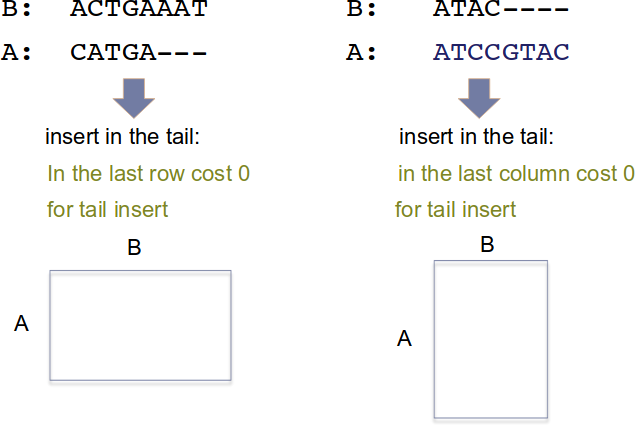 B: ACTGAAAT
A: CATGA---
insert in the tail:
In the last row cost 0
for tail insert
B
A
B: ATAC----
A: ATCCGTAC
insert in the tail:
in the last column cost 0
for tail insert
B
A